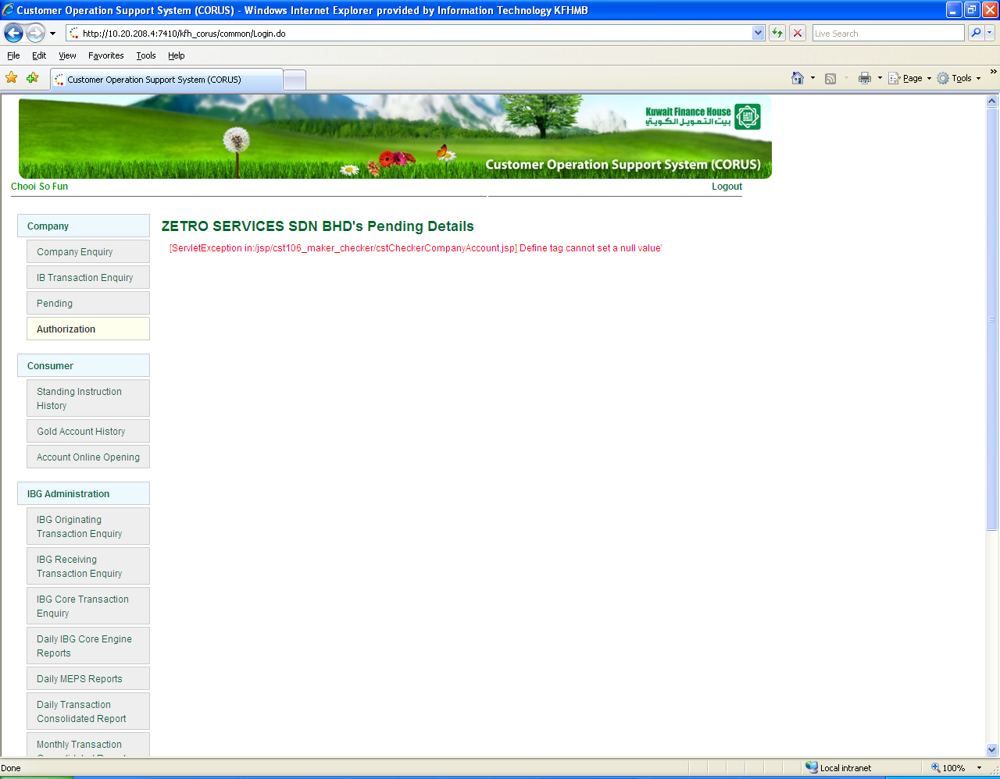 Customer Operation Support System (CORUS) - Windows Internet Explorer provided by Information Technology KFHMB
http://10.20.208.4:7410/kfh_corus/common/Login.do
Live Search
File Edit View Favorites Tools Help
Customer Operation Support System (CORUS)
Page Tools
Kuwait Finance House
بيت التمويل الكويتي
Customer Operation Support System (CORUS)
Chooi So Fun
Logout
Company
Company Enquiry
IB Transaction Enquiry
Pending
Authorization
Consumer
Standing Instruction
History
Gold Account History
Account Online Opening
IBG Administration
IBG Originating
Transaction Enquiry
IBG Receiving
Transaction Enquiry
IBG Core Transaction
Enquiry
Daily IBG Core Engine
Reports
Daily MEPS Reports
Daily Transaction
Consolidated Report
Monthly Transaction
ZETRO SERVICES SDN BHD's Pending Details
[ServletException in:/jsp/cst106_maker_checker/cstCheckerCompanyAccount.jsp] Define tag cannot set a null value'
Done
Local intranet
100%